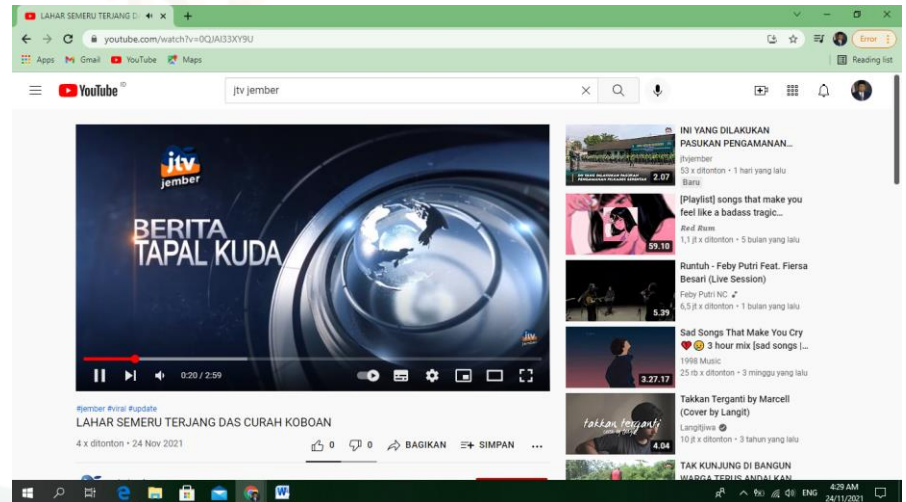 LAHAR SEMERU TERJANG D
youtube.com/watch?v=0QJAI33XY9U
Error
Apps Gmail YouTube Maps
Reading list
YouTube ID
jtv jember
jtv
jember
BERITA
TAPAL KUDA
jtv
0:20 / 2:59
#jember #viral #update
LAHAR SEMERU TERJANG DAS CURAH KOBOAN
4 x ditonton • 24 Nov 2021
0 0 BAGIKAN SIMPAN ...
INI YANG DILAKUKAN
PASUKAN PENGAMANAN...
jtvjember
53 x ditonton • 1 hari yang lalu
Baru
2.07
[Playlist] songs that make you
feel like a badass tragic...
Red Rum
1,1 jt x ditonton • 5 bulan yang lalu
59.10
Runtuh - Feby Putri Feat. Fiersa
Besari (Live Session)
Feby Putri NC
6,5 jt x ditonton • 1 bulan yang lalu
5.39
Sad Songs That Make You Cry
3 hour mix [sad songs |...
1998 Music
25 rb x ditonton • 3 minggu yang lalu
3.27.17
takkan terganti
Takkan Terganti by Marcell
(Cover by Langit)
Langitjiwa
10 jt x ditonton • 3 tahun yang lalu
4.04
TAK KUNJUNG DI BANGUN
WARGA TERUS ANDALKAN
ENG
4:29 AM
24/11/2021